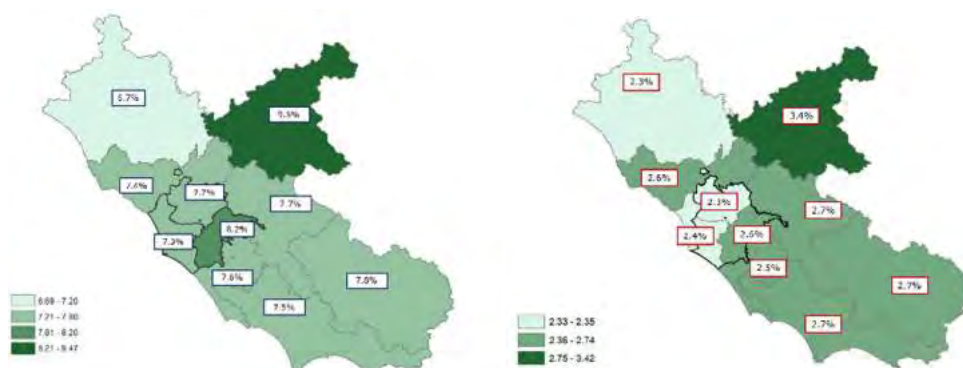 6.7%
9.5%
7.4%
7.7%
7.7%
8.2%
7.3%
7.6%
7.8%
7.5%
6.69 - 7.20
7.21 - 7.80
7.81 - 8.20
8.21 - 9.47
2.3%
3.4%
2.6%
2.3%
2.7%
2.4%
2.6%
2.5%
2.7%
2.7%
2.33 - 2.35
2.36 - 2.74
2.75 - 3.42